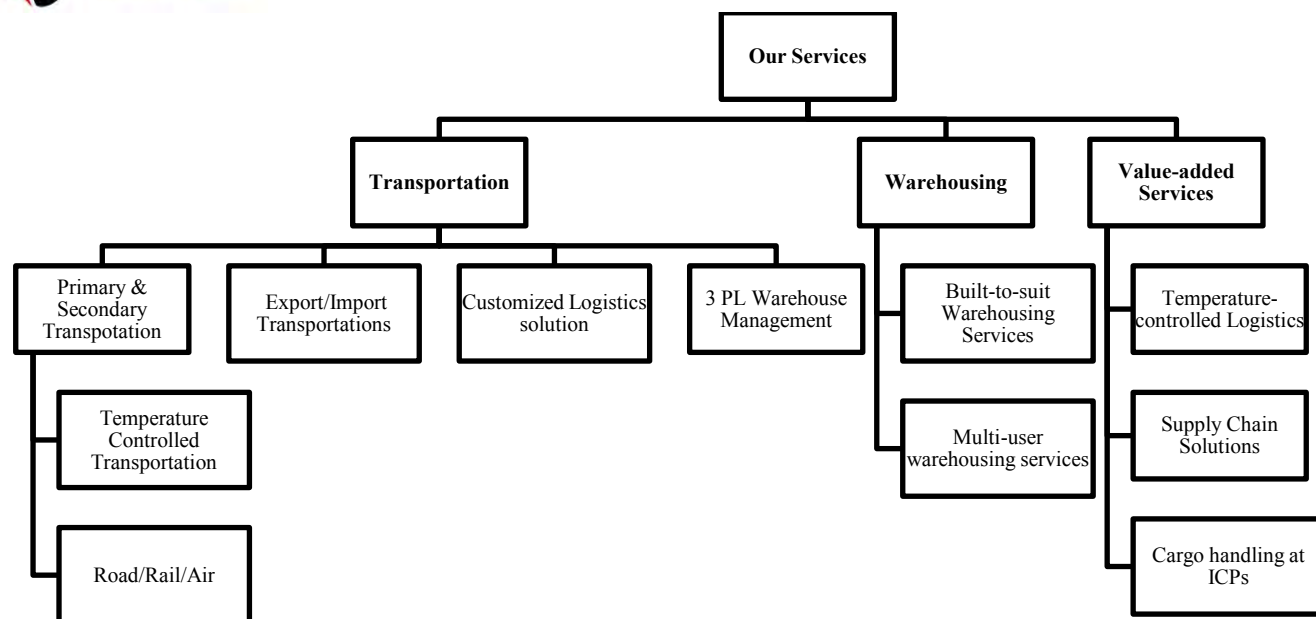 Our Services
Transportation
Warehousing
Value-added
Services
Primary &
Secondary
Transpotation
Export/Import
Transportations
Customized Logistics
solution
3 PL Warehouse
Management
Temperature
Controlled
Transportation
Road/Rail/Air
Built-to-suit
Warehousing
Services
Multi-user
warehousing services
Temperature-
controlled Logistics
Supply Chain
Solutions
Cargo handling at
ICPs